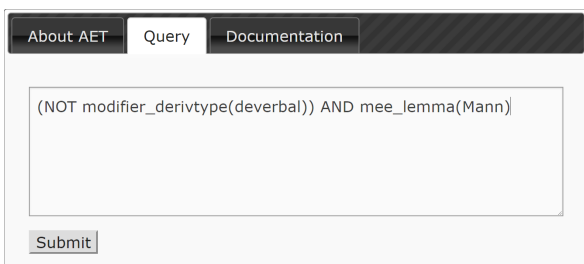 About AET Query Documentation
(NOT modifier_derivtype(deverbal)) AND mee_lemma(Mann)
Submit